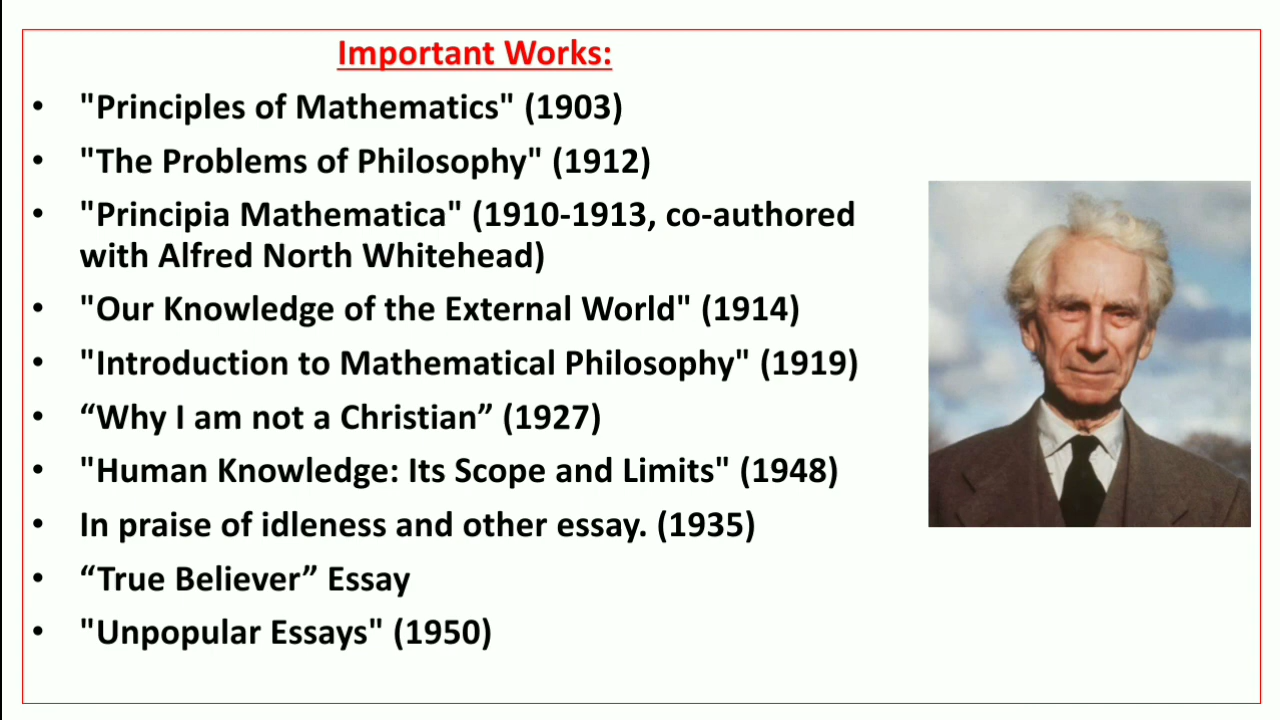 Important Works:
• "Principles of Mathematics" (1903)
• "The Problems of Philosophy" (1912)
• "Principia Mathematica" (1910-1913, co-authored
with Alfred North Whitehead)
• "Our Knowledge of the External World" (1914)
• "Introduction to Mathematical Philosophy" (1919)
• “Why I am not a Christian” (1927)
• "Human Knowledge: Its Scope and Limits" (1948)
• In praise of idleness and other essay. (1935)
• “True Believer” Essay
• "Unpopular Essays" (1950)